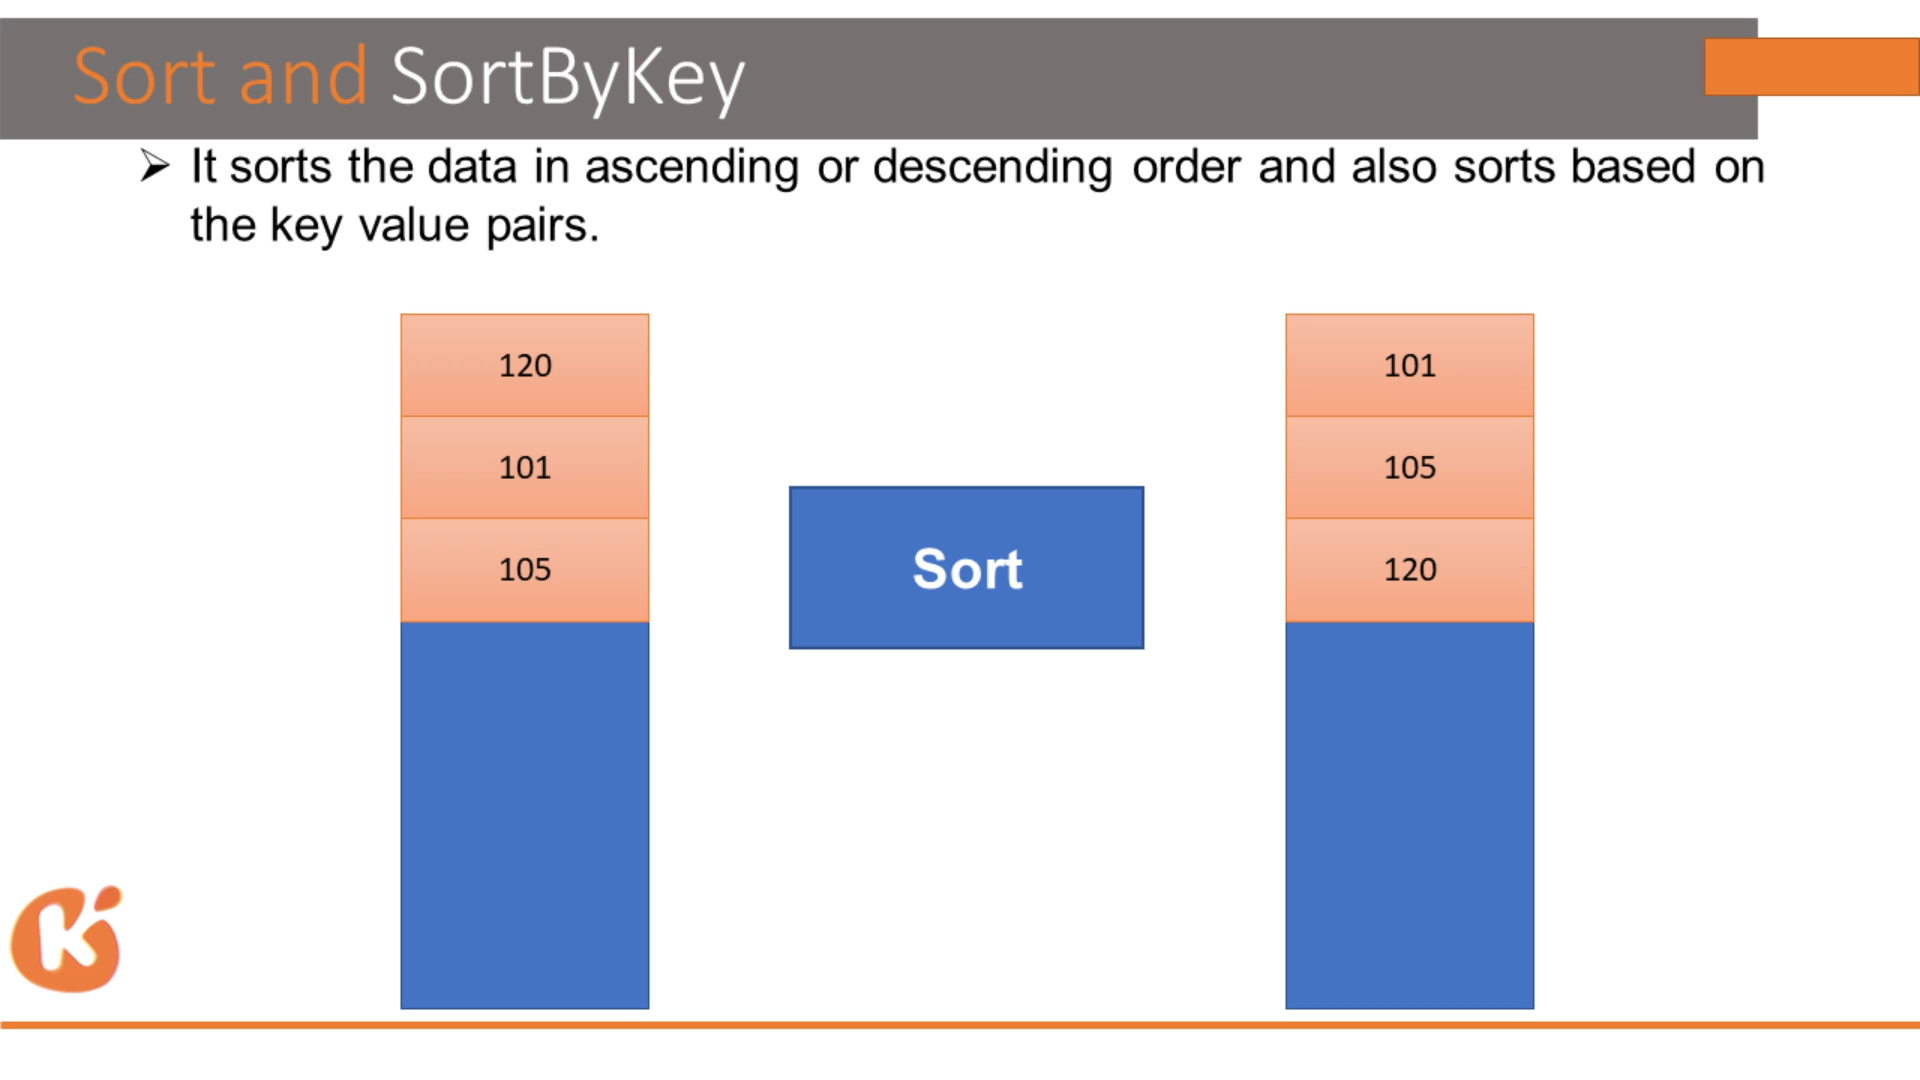 Sort and SortByKey
It sorts the data in ascending or descending order and also sorts based on
the key value pairs.
120
101
105
Sort
101
105
120
K